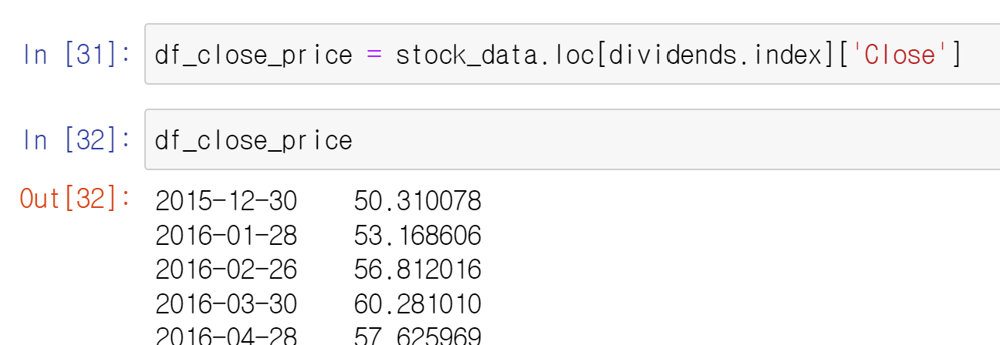 In [31]: df_close_price = stock_data.loc[dividends.index]['Close']
In [32]: df_close_price
Out[32]: 2015-12-30    50.310078
2016-01-28    53.168606
2016-02-26    56.812016
2016-03-30    60.281010
2016-04-28    57.625969